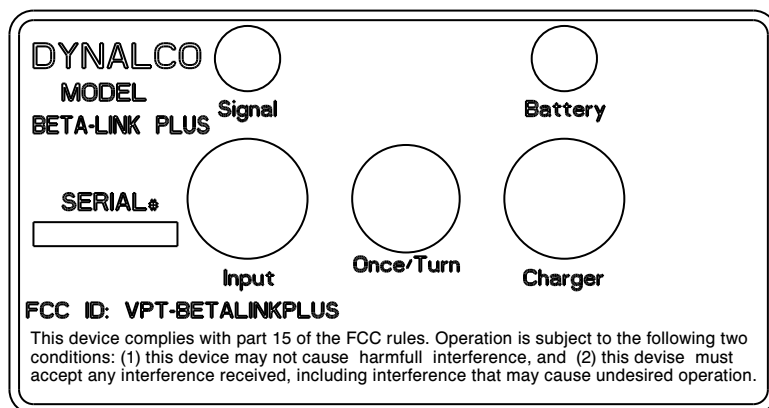 DYNALCO
MODEL
BETA-LINK PLUS
Signal
Battery
SERIAL#
Input
Once/Turn
Charger
FCC ID: VPT-BETALINKPLUS
This device complies with part 15 of the FCC rules. Operation is subject to the following two
conditions: (1) this device may not cause harmfull interference, and (2) this devise must
accept any interference received, including interference that may cause undesired operation.